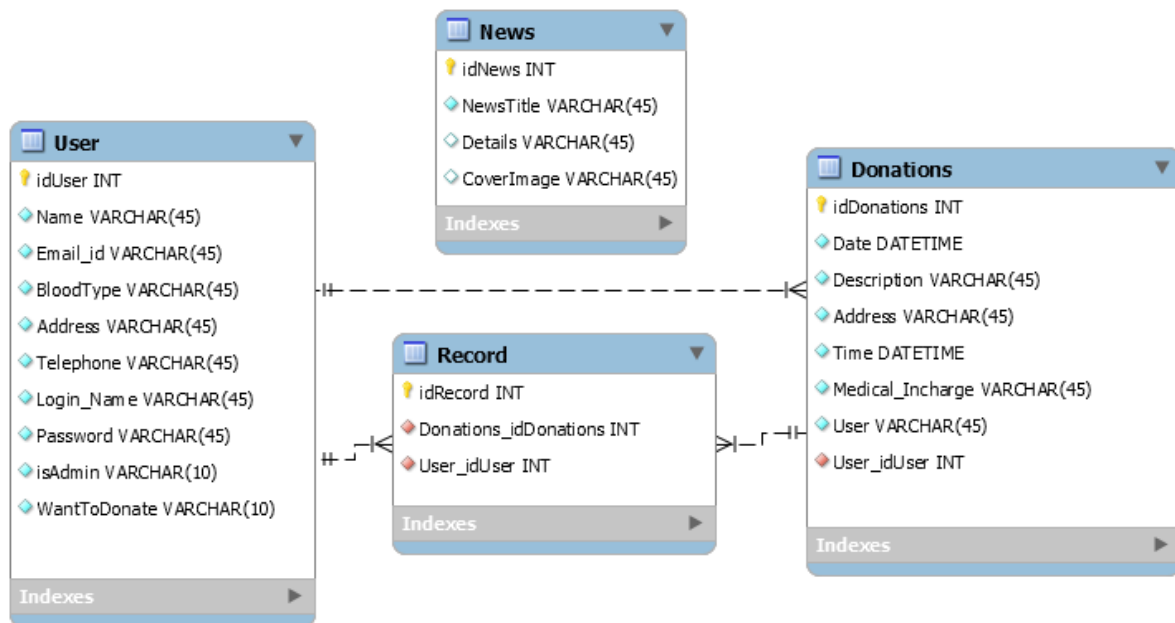 News
idNews INT
NewsTitle VARCHAR(45)
Details VARCHAR(45)
CoverImage VARCHAR(45)
Indexes
User
idUser INT
Name VARCHAR(45)
Email_id VARCHAR(45)
BloodType VARCHAR(45)
Address VARCHAR(45)
Telephone VARCHAR(45)
Login_Name VARCHAR(45)
Password VARCHAR(45)
isAdmin VARCHAR(10)
WantToDonate VARCHAR(10)
Indexes
Record
idRecord INT
Donations_idDonations INT
User_idUser INT
Indexes
Donations
idDonations INT
Date DATETIME
Description VARCHAR(45)
Address VARCHAR(45)
Time DATETIME
Medical_Incharge VARCHAR(45)
User VARCHAR(45)
User_idUser INT
Indexes